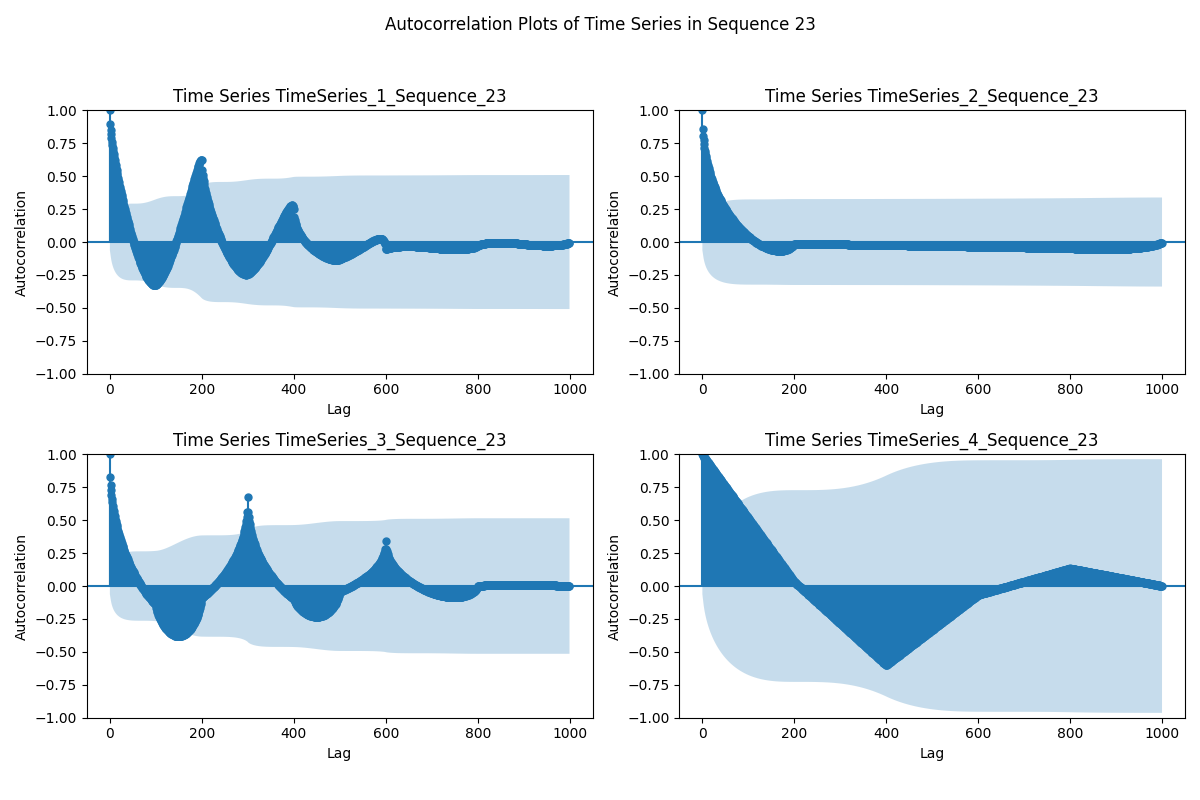 Autocorrelation Plots of Time Series in Sequence 23
Time Series TimeSeries_1_Sequence_23
1.00
0.75
0.50
0.25
0.00
−0.25
−0.50
−0.75
−1.00
Autocorrelation
0 200 400 600 800 1000
Lag
Time Series TimeSeries_2_Sequence_23
1.00
0.75
0.50
0.25
0.00
−0.25
−0.50
−0.75
−1.00
Autocorrelation
0 200 400 600 800 1000
Lag
Time Series TimeSeries_3_Sequence_23
1.00
0.75
0.50
0.25
0.00
−0.25
−0.50
−0.75
−1.00
Autocorrelation
0 200 400 600 800 1000
Lag
Time Series TimeSeries_4_Sequence_23
1.00
0.75
0.50
0.25
0.00
−0.25
−0.50
−0.75
−1.00
Autocorrelation
0 200 400 600 800 1000
Lag